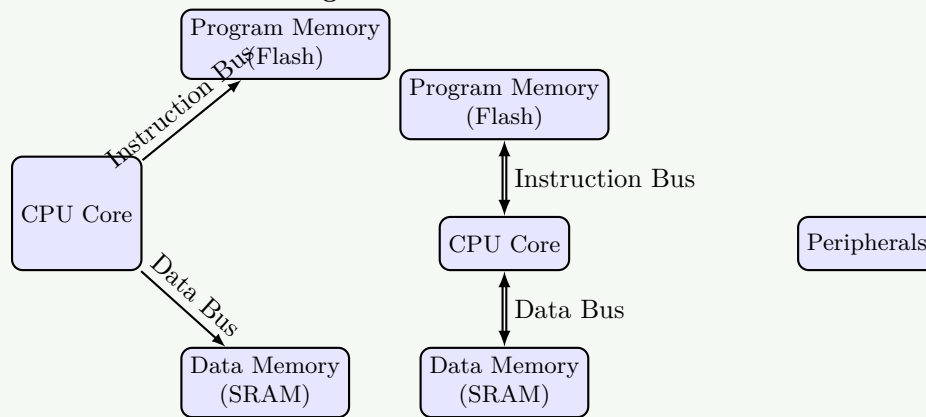 Program Memory
(Flash)
Instruction Bus
CPU Core
Data Bus
Data Memory
(SRAM)
Program Memory
(Flash)
Instruction Bus
CPU Core
Data Bus
Data Memory
(SRAM)
Peripherals